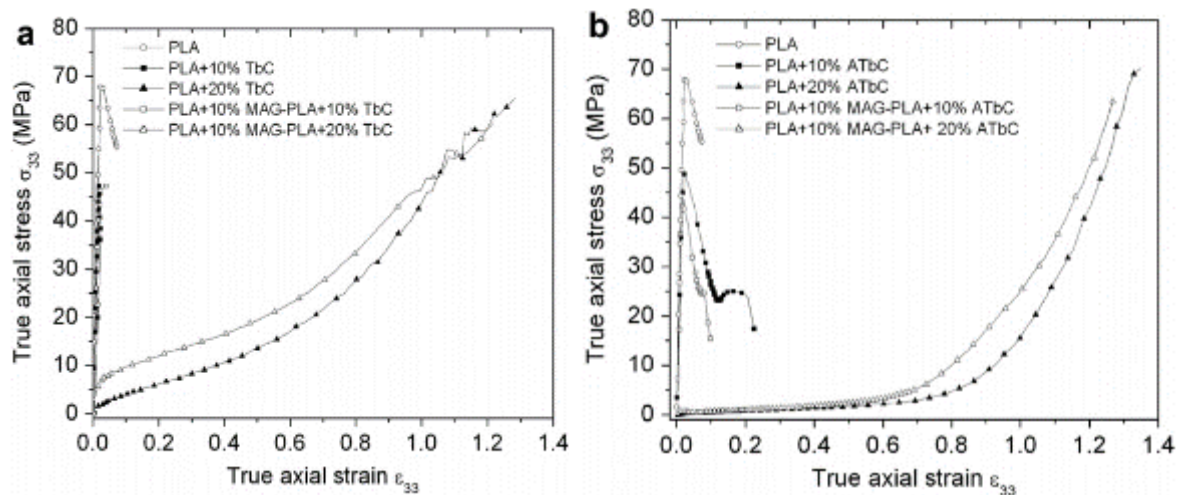 a
PLA
PLA+10% TbC
PLA+20% TbC
PLA+10% MAG-PLA+10% TbC
PLA+10% MAG-PLA+20% TbC
True axial stress σ33 (MPa)
80
70
60
50
40
30
20
10
0
0.0 0.2 0.4 0.6 0.8 1.0 1.2 1.4
True axial strain ε33
b
PLA
PLA+10% ATbC
PLA+20% ATbC
PLA+10% MAG-PLA+10% ATbC
PLA+10% MAG-PLA+ 20% ATbC
True axial stress σ33 (MPa)
80
70
60
50
40
30
20
10
0
0.0 0.2 0.4 0.6 0.8 1.0 1.2 1.4
True axial strain ε33